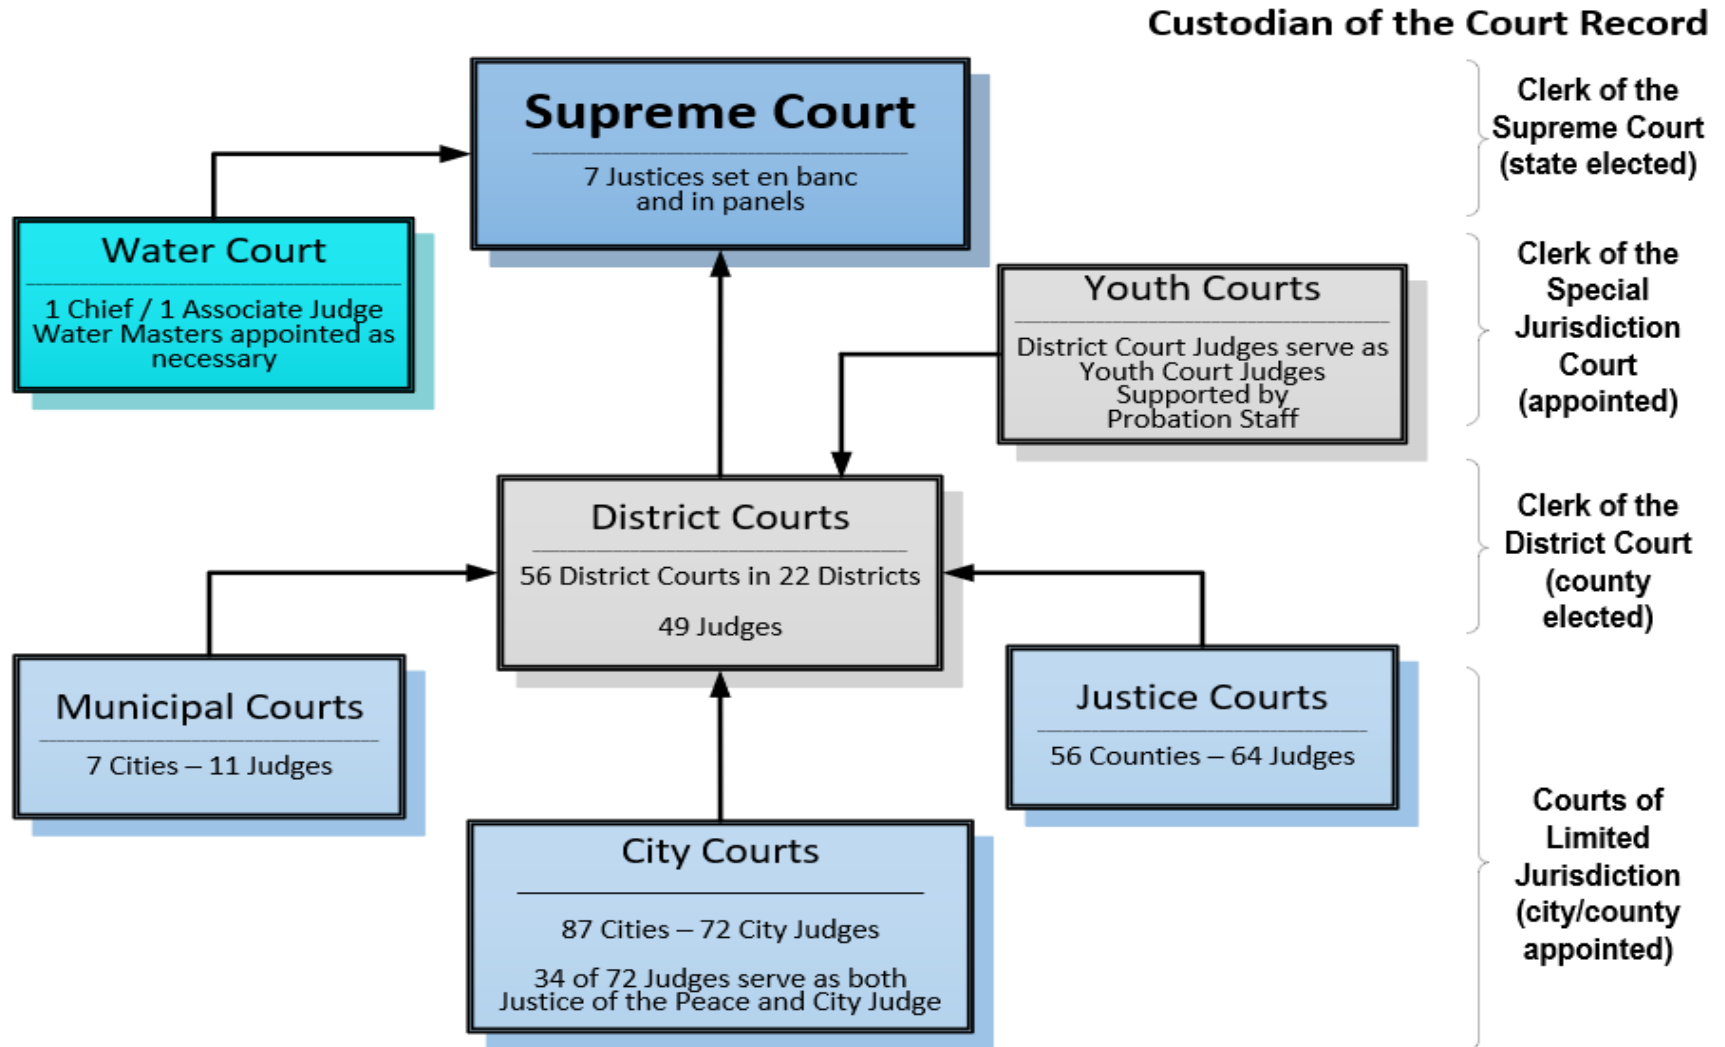 Custodian of the Court Record
Supreme Court
7 Justices set en banc
and in panels
Clerk of the
Supreme Court
(state elected)
Water Court
1 Chief / 1 Associate Judge
Water Masters appointed as
necessary
Youth Courts
District Court Judges serve as
Youth Court Judges
Supported by
Probation Staff
Clerk of the
Special
Jurisdiction
Court
(appointed)
District Courts
56 District Courts in 22 Districts
49 Judges
Clerk of the
District Court
(county
elected)
Municipal Courts
7 Cities – 11 Judges
Justice Courts
56 Counties – 64 Judges
City Courts
87 Cities – 72 City Judges
34 of 72 Judges serve as both
Justice of the Peace and City Judge
Courts of
Limited
Jurisdiction
(city/county
appointed)